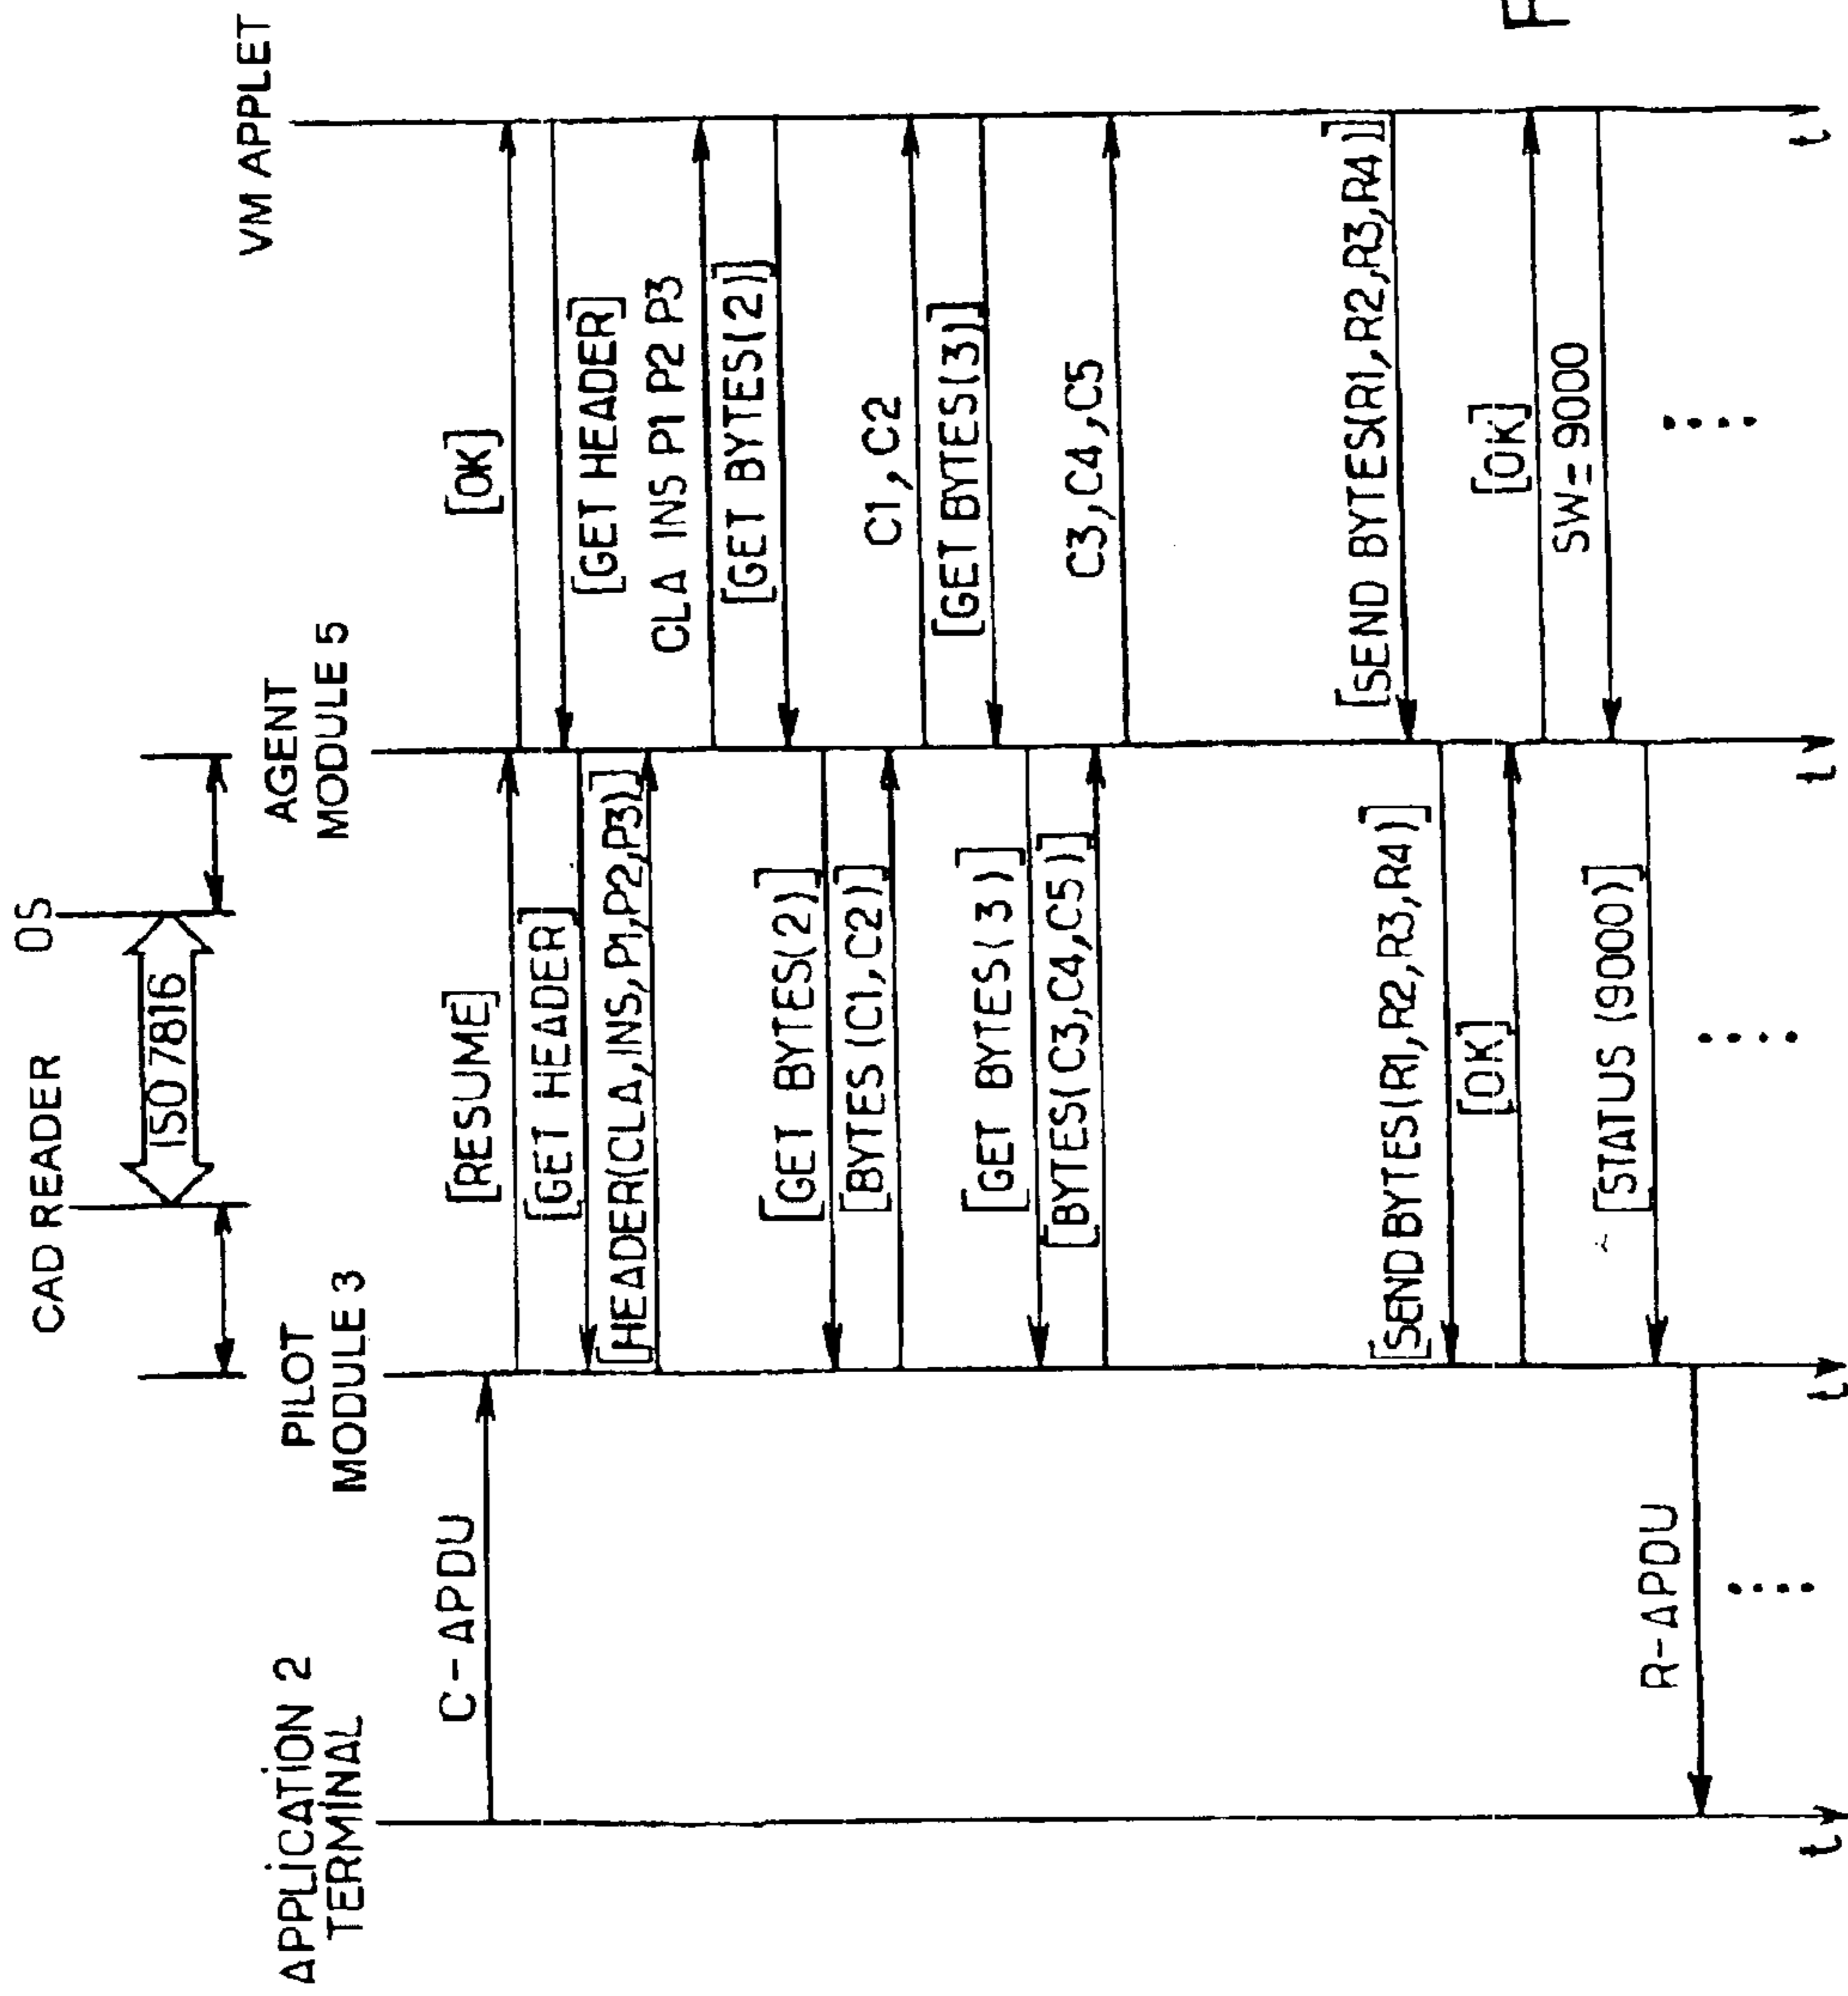 CAD READER
OS
ISO 7816
APPLICATION 2
TERMINAL
PILOT
MODULE 3
AGENT
MODULE 5
VM APPLET
C-APDU
[RESUME]
[OK]
[GET HEADER]
[GET HEADER]
[HEADER(CLA,INS,P1,P2,P3)]
CLA INS P1 P2 P3
[GET BYTES(2)]
[GET BYTES(2)]
[BYTES (C1,C2)]
C1, C2
[GET BYTES(3)]
[GET BYTES(3)]
[BYTES(C3,C4,C5)]
C3,C4,C5
[SEND BYTES(R1,R2,R3,R4)]
[SEND BYTES(R1,R2,R3,R4)]
[OK]
[OK]
SW=9000
[STATUS (9000)]
R-APDU
....
....
....
t
t
t
t